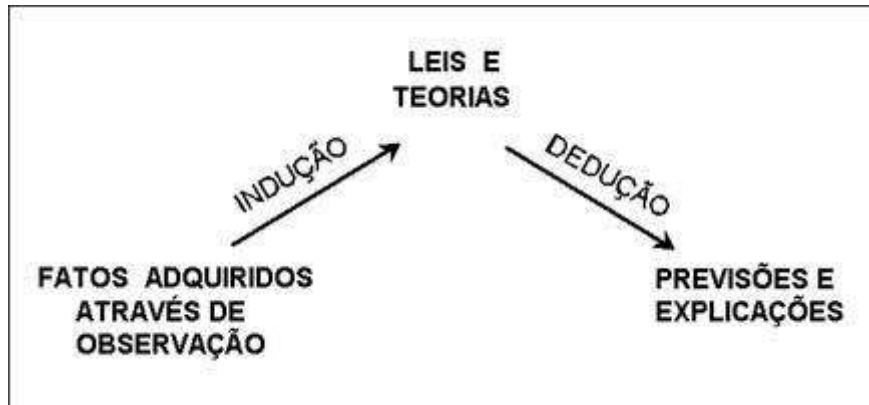 LEIS E
TEORIAS
INDUÇÃO
DEDUÇÃO
FATOS ADQUIRIDOS
ATRAVÉS DE
OBSERVAÇÃO
PREVISÕES E
EXPLICAÇÕES